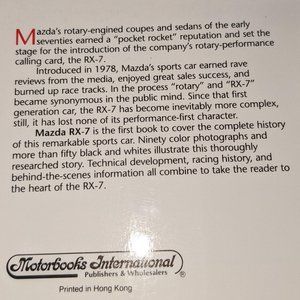 Mazda's rotary-engined coupes and sedans of the early
seventies earned a "pocket rocket" reputation and set the
stage for the introduction of the company's rotary-performance
calling card, the RX-7.
Introduced in 1978, Mazda's sports car earned rave
reviews from the media, enjoyed great sales success, and
burned up race tracks. In the process "rotary" and "RX-7"
became synonymous in the public mind. Since that first
generation car, the RX-7 has become inevitably more complex,
still, it has lost none of its performance-first character.
Mazda RX-7 is the first book to cover the complete history
of this remarkable sports car. Ninety color photographs and
more than fifty black and whites illustrate this thoroughly
researched story. Technical development, racing history, and
behind-the-scenes information all combine to take the reader to
the heart of the RX-7.
Motorbooks International
Publishers & Wholesalers ®
Printed in Hong Kong